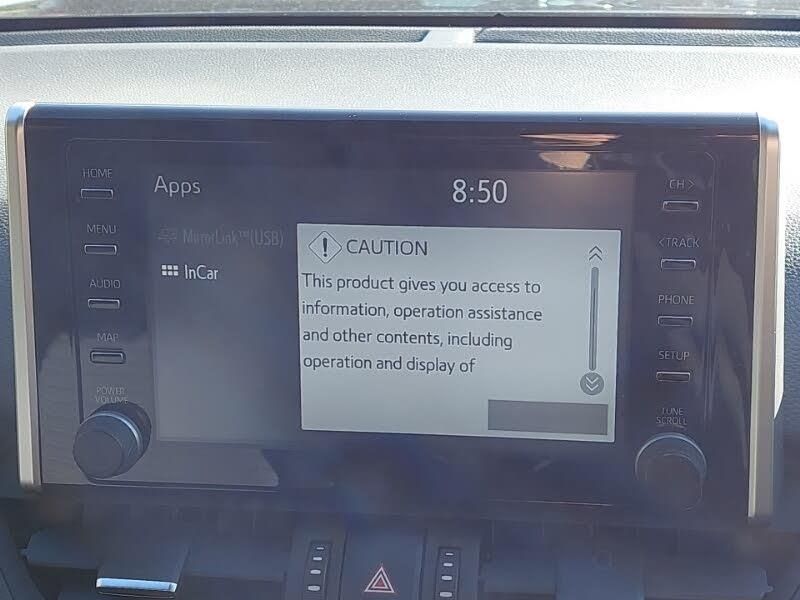 HOME
MENU
AUDIO
MAP
POWER
VOLUME
Apps
8:50
MirrorLink™(USB)
InCar
CAUTION
This product gives you access to
information, operation assistance
and other contents, including
operation and display of
CH >
< TRACK
PHONE
SETUP
TUNE
SCROLL